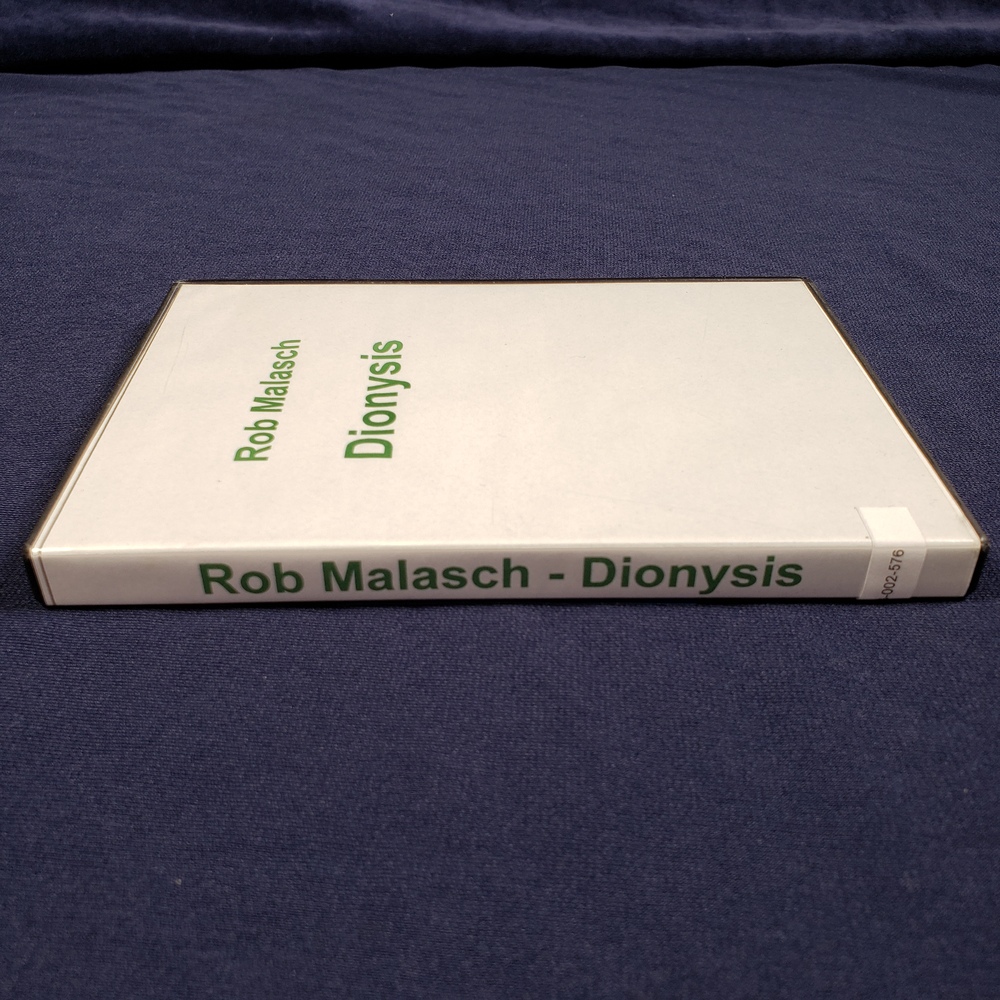 Rob Malasch
Dionysis
Rob Malasch - Dionysis
-002-576